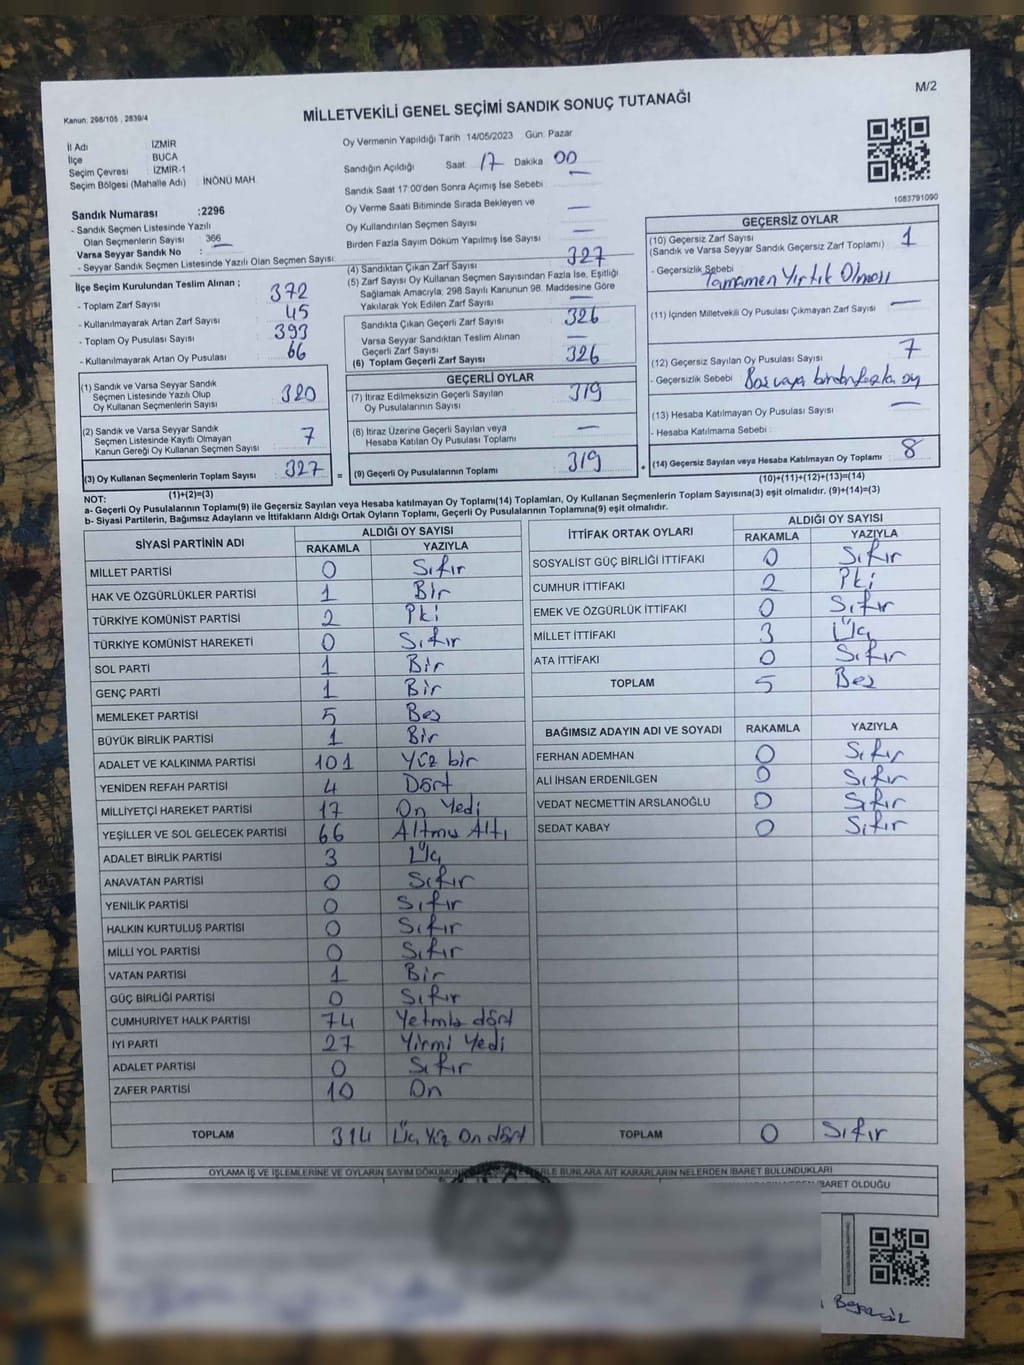 M/2
MİLLETVEKİLİ GENEL SEÇİMİ SANDIK SONUÇ TUTANAĞI
Kanun: 298/105 , 2839/4
İl Adı : İZMİR
İlçe : BUCA
Seçim Çevresi : İZMİR-1
Seçim Bölgesi (Mahalle Adı) : İNÖNÜ MAH
Sandık Numarası :2296
- Sandık Seçmen Listesinde Yazılı
Olan Seçmenlerin Sayısı : 366
Varsa Seyyar Sandık No :
- Seyyar Sandık Seçmen Listesinde Yazılı Olan Seçmen Sayısı:
İlçe Seçim Kurulundan Teslim Alınan ;
- Toplam Zarf Sayısı : 372
- Kullanılmayarak Artan Zarf Sayısı : 45
- Toplam Oy Pusulası : 393
- Kullanılmayarak Artan Oy Pusulası : 66
(1) Sandık ve Varsa Seyyar Sandık
Seçmen Listesinde Yazılı Olup
Oy Kullanan Seçmenlerin Sayısı : 320
(2) Sandık ve Varsa Seyyar Sandık
Seçmen Listesinde Kayıtlı Olmayan
Kanun Gereği Oy Kullanan Seçmen Sayısı : 7
(3) Oy Kullanan Seçmenlerin Toplam Sayısı : 327 =
(1)+(2)=(3)
Oy Vermenin Yapıldığı Tarih 14/05/2023 Gün: Pazar
Sandığın Açıldığı Saat: 17 Dakika: 00
Sandık Saat 17:00'den Sonra Açımış İse Sebebi : —
Oy Verme Saati Bitiminde Sırada Bekleyen ve
Oy Kullandırılan Seçmen Sayısı : —
Birden Fazla Sayım Döküm Yapılmış İse Sayısı : —
(4) Sandıktan Çıkan Zarf Sayısı : 327
(5) Zarf Sayısı Oy Kullanan Seçmen Sayısından Fazla İse, Eşitliği
Sağlamak Amacıyla, 298 Sayılı Kanunun 98. Maddesine Göre
Yakılarak Yok Edilen Zarf Sayısı : —
Sandıkta Çıkan Geçerli Zarf Sayısı : 326
Varsa Seyyar Sandıktan Teslim Alınan
Geçerli Zarf Sayısı : —
(6) Toplam Geçerli Zarf Sayısı : 326
GEÇERLİ OYLAR
(7) İtiraz Edilmeksizin Geçerli Sayılan
Oy Pusulalarının Sayısı : 319
(8) İtiraz Üzerine Geçerli Sayılan veya
Hesaba Katılan Oy Pusulası Toplamı : —
(9) Geçerli Oy Pusulalarının Toplamı : 319
1083791090
GEÇERSİZ OYLAR
(10) Geçersiz Zarf Sayısı : 1
(Sandık ve Varsa Seyyar Sandık Geçersiz Zarf Toplamı)
- Geçersizlik Sebebi : Tamamen Yırtık Olması
(11) İçinden Milletvekili Oy Pusulası Çıkmayan Zarf Sayısı : —
(12) Geçersiz Sayılan Oy Pusulası Sayısı : 7
- Geçersizlik Sebebi : Boş veya birden fazla oy
(13) Hesaba Katılmayan Oy Pusulası Sayısı : —
- Hesaba Katılmama Sebebi :
(14) Geçersiz Sayılan veya Hesaba Katılmayan Oy Toplamı : 8
(10)+(11)+(12)+(13)=(14)
NOT:
a- Geçerli Oy Pusulalarının Toplamı(9) ile Geçersiz Sayılan veya Hesaba katılmayan Oy Toplamı(14) Toplamları, Oy Kullanan Seçmenlerin Toplam Sayısına(3) eşit olmalıdır. (9)+(14)=(3)
b- Siyasi Partilerin, Bağımsız Adayların ve İttifakların Aldığı Ortak Oyların Toplamı, Geçerli Oy Pusulalarının Toplamına(9) eşit olmalıdır.
SİYASİ PARTİNİN ADI ALDIĞI OY SAYISI
RAKAMLA YAZIYLA
MİLLET PARTİSİ 0 Sıfır
HAK VE ÖZGÜRLÜKLER PARTİSİ 1 Bir
TÜRKİYE KOMÜNİST PARTİSİ 2 İki
TÜRKİYE KOMÜNİST HAREKETİ 0 Sıfır
SOL PARTİ 1 Bir
GENÇ PARTİ 1 Bir
MEMLEKET PARTİSİ 5 Beş
BÜYÜK BİRLİK PARTİSİ 1 Bir
ADALET VE KALKINMA PARTİSİ 101 Yüz bir
YENİDEN REFAH PARTİSİ 4 Dört
MİLLİYETÇİ HAREKET PARTİSİ 17 On Yedi
YEŞİLLER VE SOL GELECEK PARTİSİ 66 Altmış Altı
ADALET BİRLİK PARTİSİ 3 Üç
ANAVATAN PARTİSİ 0 Sıfır
YENİLİK PARTİSİ 0 Sıfır
HALKIN KURTULUŞ PARTİSİ 0 Sıfır
MİLLİ YOL PARTİSİ 0 Sıfır
VATAN PARTİSİ 1 Bir
GÜÇ BİRLİĞİ PARTİSİ 0 Sıfır
CUMHURİYET HALK PARTİSİ 74 Yetmiş dört
İYİ PARTİ 27 Yirmi Yedi
ADALET PARTİSİ 0 Sıfır
ZAFER PARTİSİ 10 On
TOPLAM 314 Üç Yüz On dört
İTTİFAK ORTAK OYLARI ALDIĞI OY SAYISI
RAKAMLA YAZIYLA
SOSYALİST GÜÇ BİRLİĞİ İTTİFAKI 0 Sıfır
CUMHUR İTTİFAKI 2 İki
EMEK VE ÖZGÜRLÜK İTTİFAKI 0 Sıfır
MİLLET İTTİFAKI 3 Üç
ATA İTTİFAKI 0 Sıfır
TOPLAM 5 Beş
BAĞIMSIZ ADAYIN ADI VE SOYADI RAKAMLA YAZIYLA
FERHAN ADEMHAN 0 Sıfır
ALİ İHSAN ERDENİLGEN 0 Sıfır
VEDAT NECMETTİN ARSLANOĞLU 0 Sıfır
SEDAT KABAY 0 Sıfır
TOPLAM 0 Sıfır
OYLAMA İŞ VE İŞLEMLERİNE VE OYLARIN SAYIM DÖKÜMÜNE BUNLARA AİT KARARLARIN NELERDEN İBARET BULUNDUKLARI
İBARET OLDUĞU